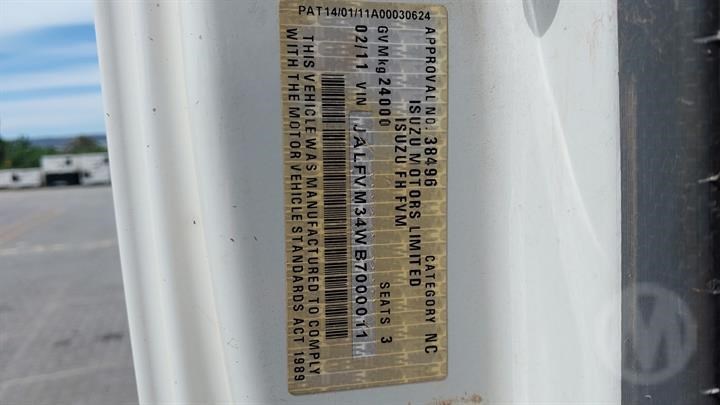 PAT14/01/11A00030624
APPROVAL NO. 38496 CATEGORY NC
ISUZU MOTORS LIMITED
ISUZU FH FVM
GVM kg 24000 SEATS 3
02/11 VIN JALFVM34WB7000011
THIS VEHICLE WAS MANUFACTURED TO COMPLY
WITH THE MOTOR VEHICLE STANDARDS ACT 1989
M